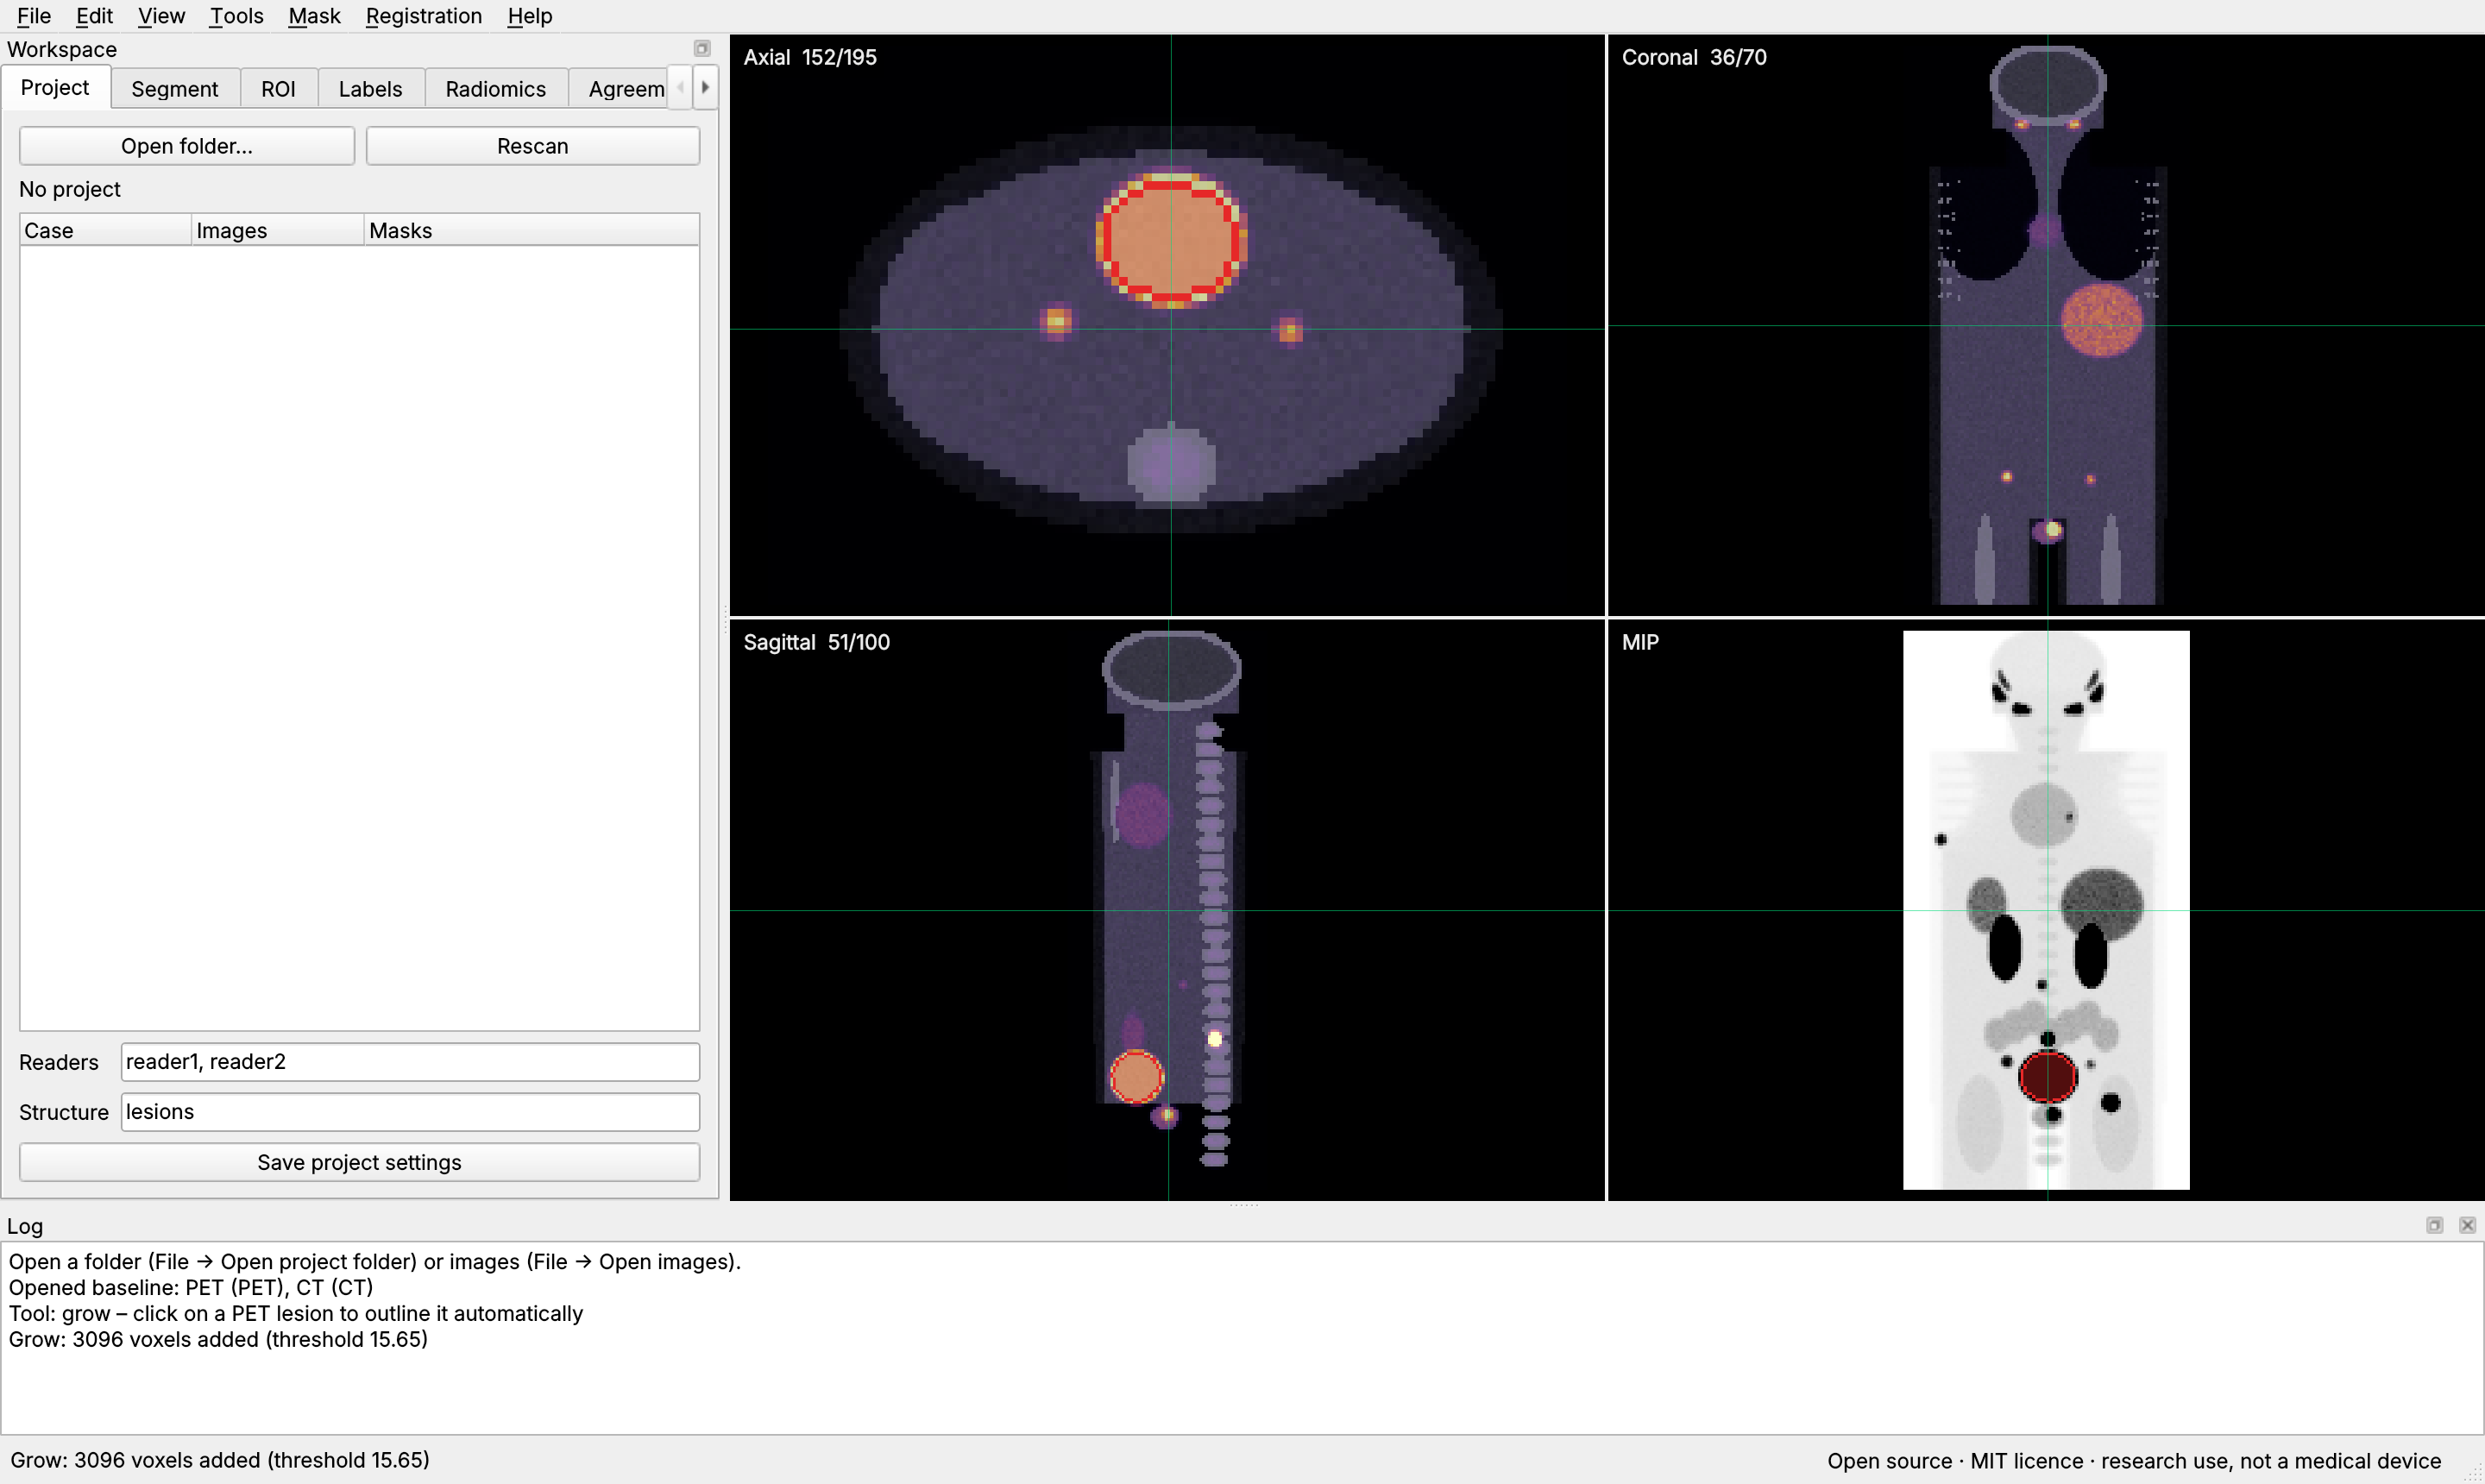 File Edit View Tools Mask Registration Help
Workspace
Project Segment ROI Labels Radiomics Agreem
Open folder... Rescan
No project
Case Images Masks
Readers reader1, reader2
Structure lesions
Save project settings
Axial 152/195
Coronal 36/70
Sagittal 51/100
MIP
Log
Open a folder (File → Open project folder) or images (File → Open images).
Opened baseline: PET (PET), CT (CT)
Tool: grow – click on a PET lesion to outline it automatically
Grow: 3096 voxels added (threshold 15.65)
Grow: 3096 voxels added (threshold 15.65)
Open source · MIT licence · research use, not a medical device